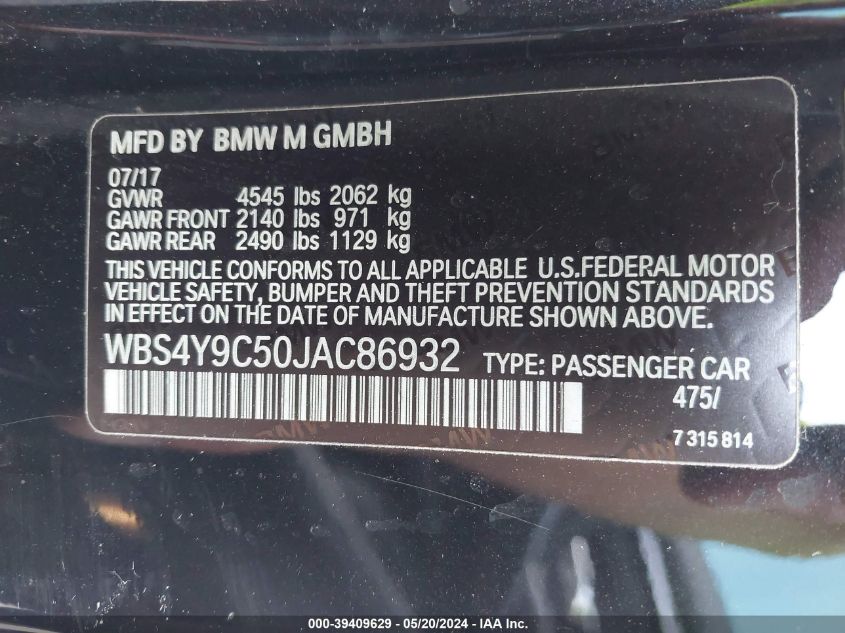 MFD BY BMW M GMBH
07/17
GVWR 4545 lbs 2062 kg
GAWR FRONT 2140 lbs 971 kg
GAWR REAR 2490 lbs 1129 kg
THIS VEHICLE CONFORMS TO ALL APPLICABLE U.S.FEDERAL MOTOR
VEHICLE SAFETY, BUMPER AND THEFT PREVENTION STANDARDS
IN EFFECT ON THE DATE OF MANUFACTURE SHOWN ABOVE.
WBS4Y9C50JAC86932 TYPE: PASSENGER CAR
475/
7 315 814
000-39409629 - 05/20/2024 - IAA Inc.